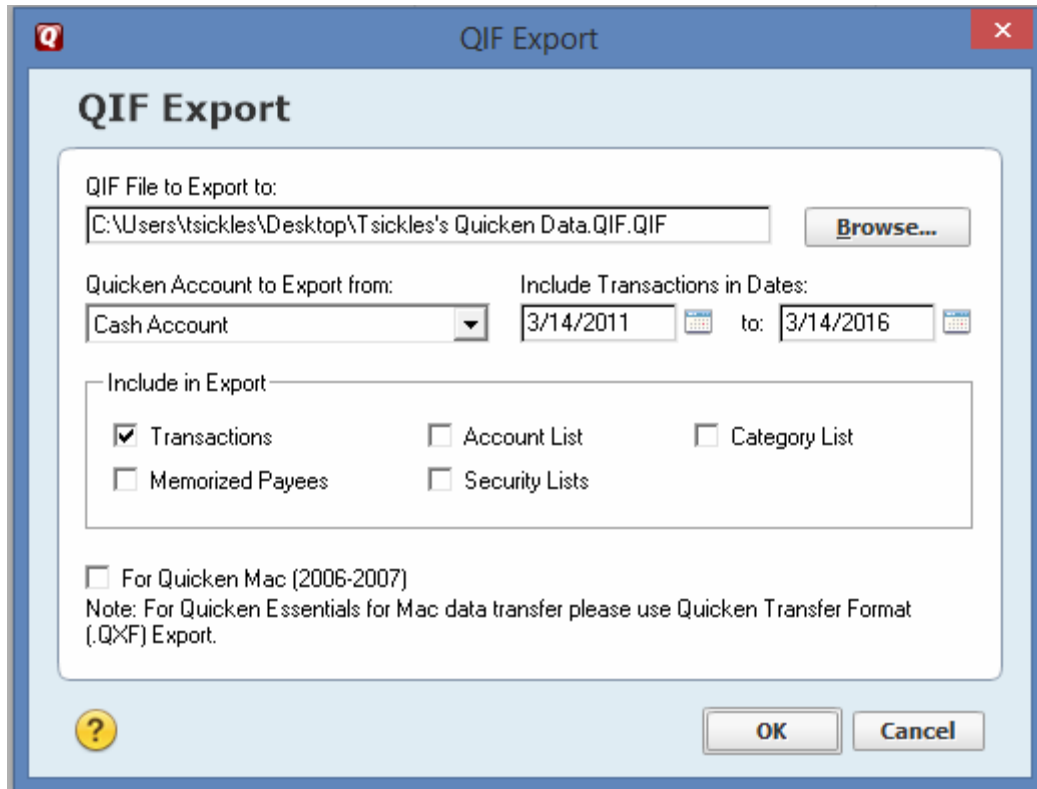 QIF Export
QIF Export
QIF File to Export to:
C:\Users\tsickles\Desktop\Tsickles's Quicken Data.QIF.QIF
Browse...
Quicken Account to Export from:
Include Transactions in Dates:
Cash Account
3/14/2011
to:
3/14/2016
Include in Export
Transactions
Account List
Category List
Memorized Payees
Security Lists
For Quicken Mac (2006-2007)
Note: For Quicken Essentials for Mac data transfer please use Quicken Transfer Format
(.QXF) Export.
?
OK
Cancel